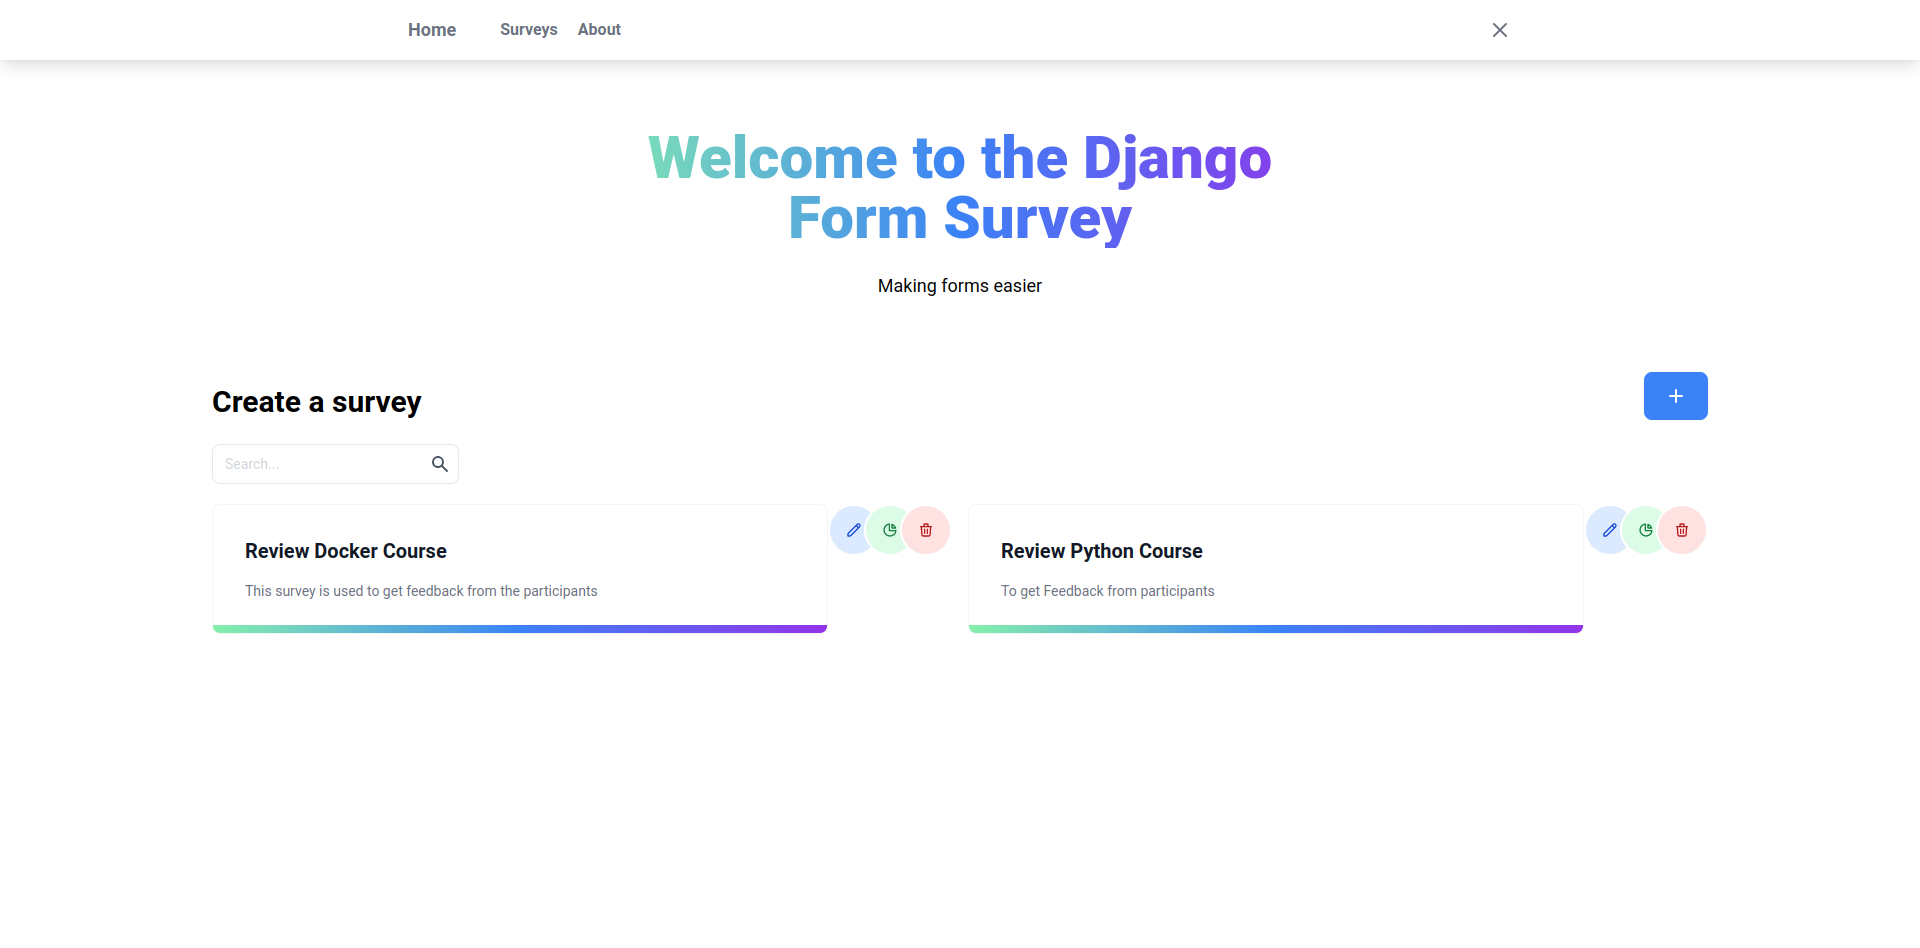 Home Surveys About
Welcome to the Django
Form Survey
Making forms easier
Create a survey
Search...
Review Docker Course
This survey is used to get feedback from the participants
Review Python Course
To get Feedback from participants